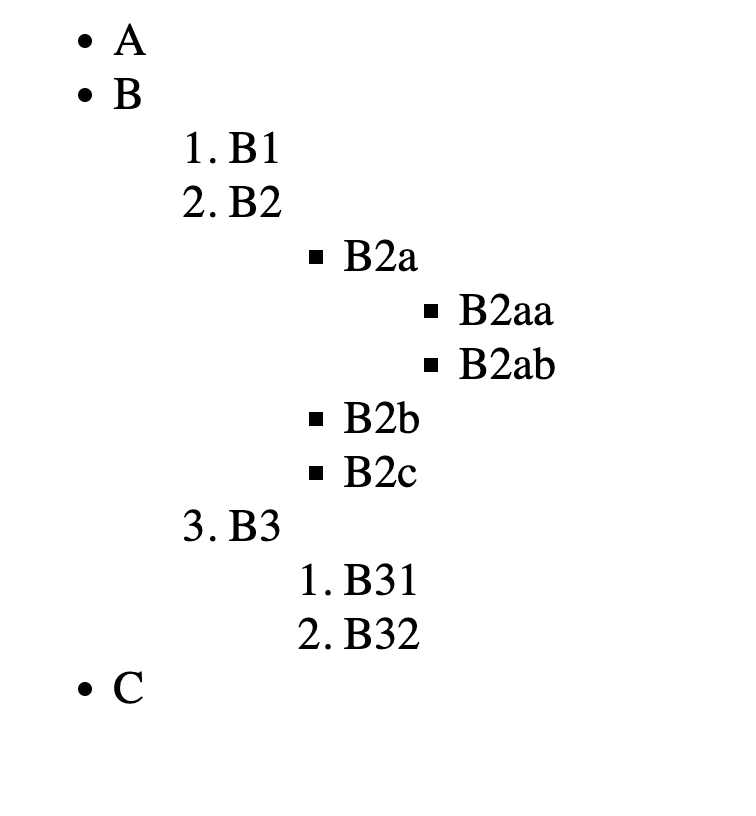 • A
• B
1. B1
2. B2
▪ B2a
▪ B2aa
▪ B2ab
▪ B2b
▪ B2c
3. B3
1. B31
2. B32
• C